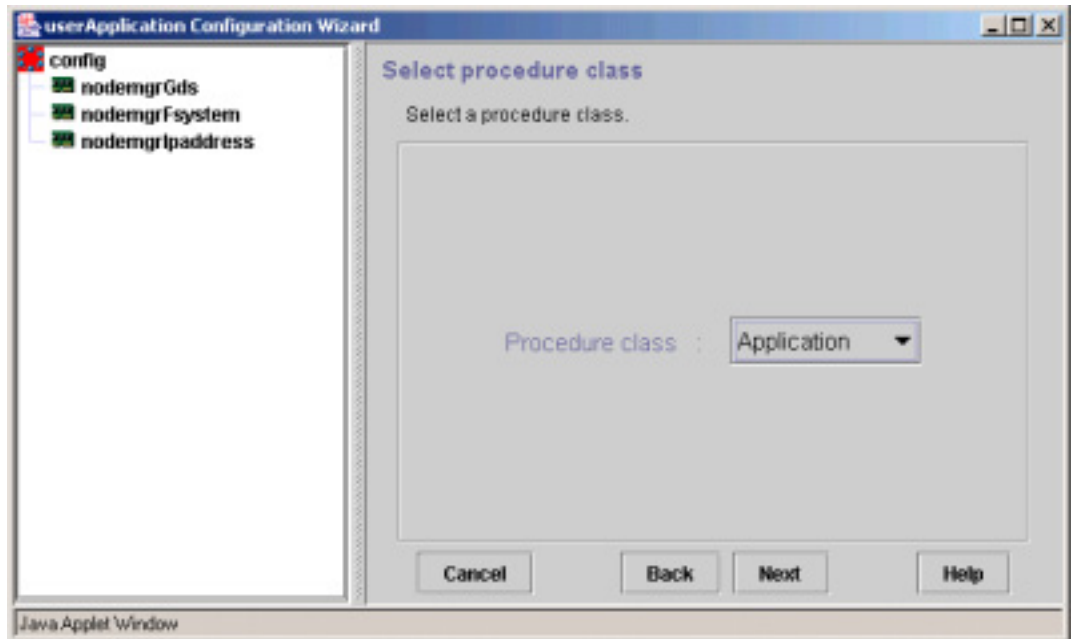 userApplication Configuration Wizard
config
nodemgrGds
nodemgrFsystem
nodemgrIpaddress
Select procedure class
Select a procedure class.
Procedure class : Application
Cancel Back Next Help
Java Applet Window